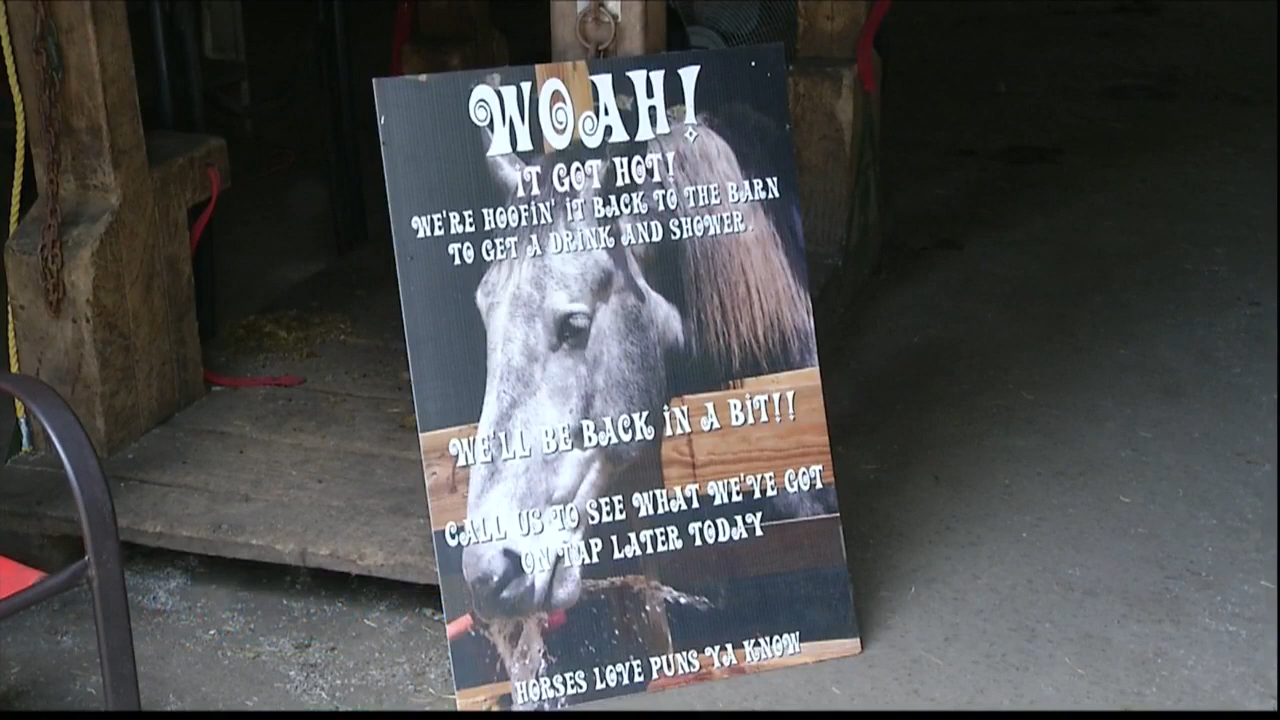 WOAH!
IT GOT HOT!
WE'RE HOOFIN' IT BACK TO THE BARN
TO GET A DRINK AND SHOWER.
WE'LL BE BACK IN A BIT!!
CALL US TO SEE WHAT WE'VE GOT
ON TAP LATER TODAY
HORSES LOVE PUNS YA KNOW